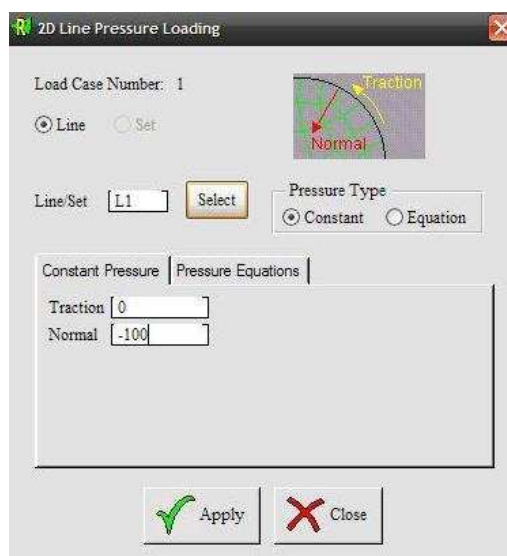 2D Line Pressure Loading
Load Case Number: 1
Traction
Normal
Line
Set
Line/Set
L1
Select
Pressure Type
Constant
Equation
Constant Pressure
Pressure Equations
Traction 0
Normal -100
Apply
Close